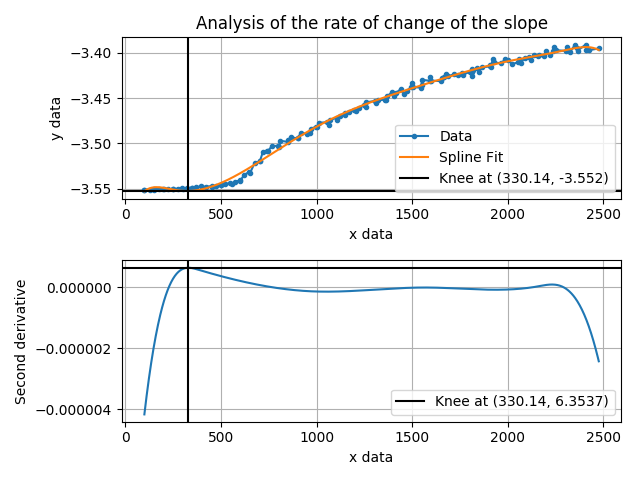 Analysis of the rate of change of the slope
−3.40
−3.45
−3.50
−3.55
y data
Data
Spline Fit
Knee at (330.14, -3.552)
0
500
1000
1500
2000
2500
x data
0.000000
−0.000002
−0.000004
Second derivative
Knee at (330.14, 6.3537)
0
500
1000
1500
2000
2500
x data